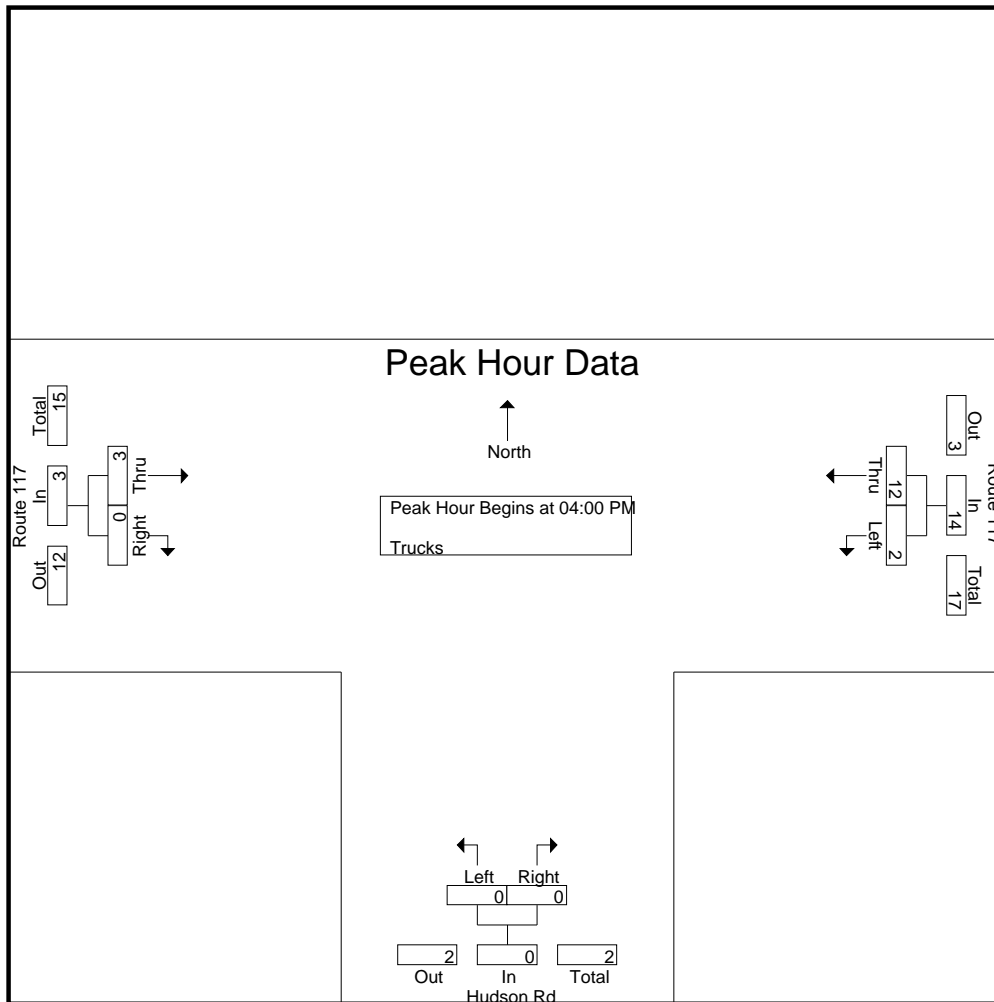 Peak Hour Data
North
Peak Hour Begins at 04:00 PM
Trucks
Route 117
Total
15
In
3
Out
12
3
Thru
0
Right
Out
3
In
14
Total
17
Thru
12
Left
2
Left Right
0 0
2 0 2
Out In Total
Hudson Rd